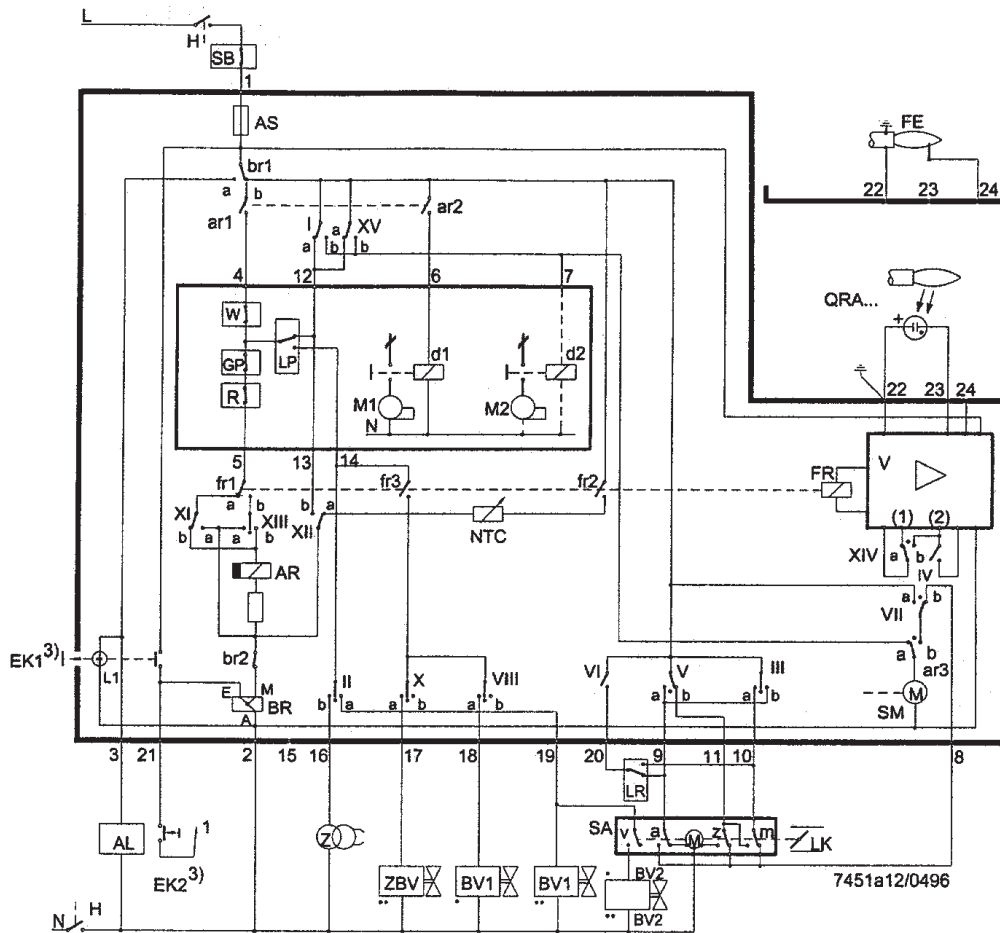 L
H
SB
1
AS
FE
br1
a b
22 23 24
ar1
ar2
I a XV
a b b
4 12 6 7
QRA...
+
W
LP
d1
d2
GP
22 23 24
R
M1
M2
N
V
5 13 14
fr1
fr3
fr2
FR
a b
b a
XI
XIII
XII
NTC
(1) (2)
b a a b
XIV a b
IV
AR
a b
VII
EK1 3)
br2
VI V III
a b
ar3
L1
II X VIII
M
E M
SM
BR
b a a b a b
a b a b
A
3 21 2 15 16 17 18 19 20 9 11 10 8
LR
SA v a M z m
LK
AL
1
Z
7451a12/0496
EK2 3)
ZBV BV1 BV1 BV2
BV2
N H